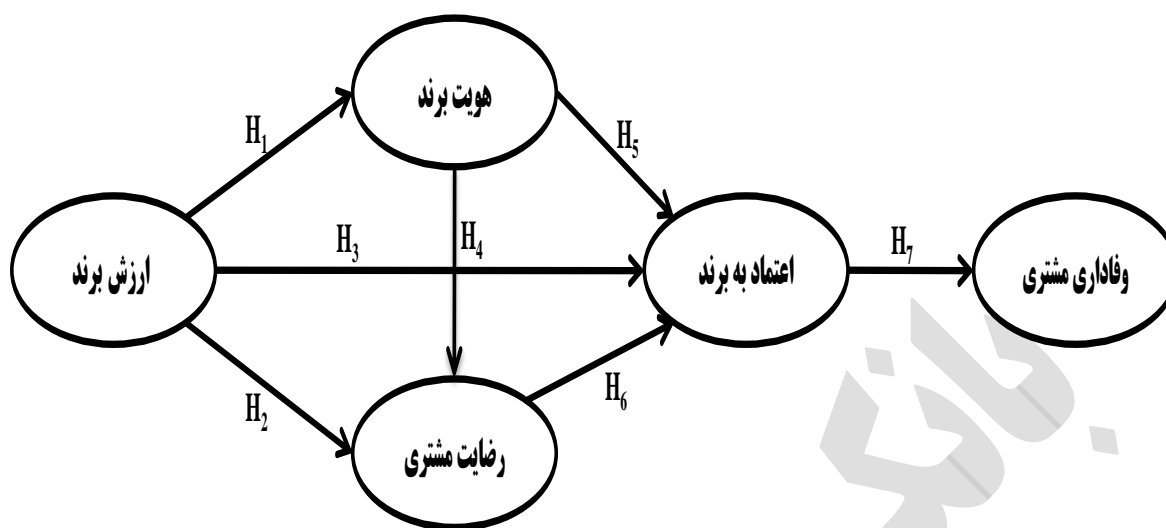 هویت برند
H1
H5
ارزش برند
H3
H4
اعتماد به برند
H7
وفاداری مشتری
H2
رضایت مشتری
H6